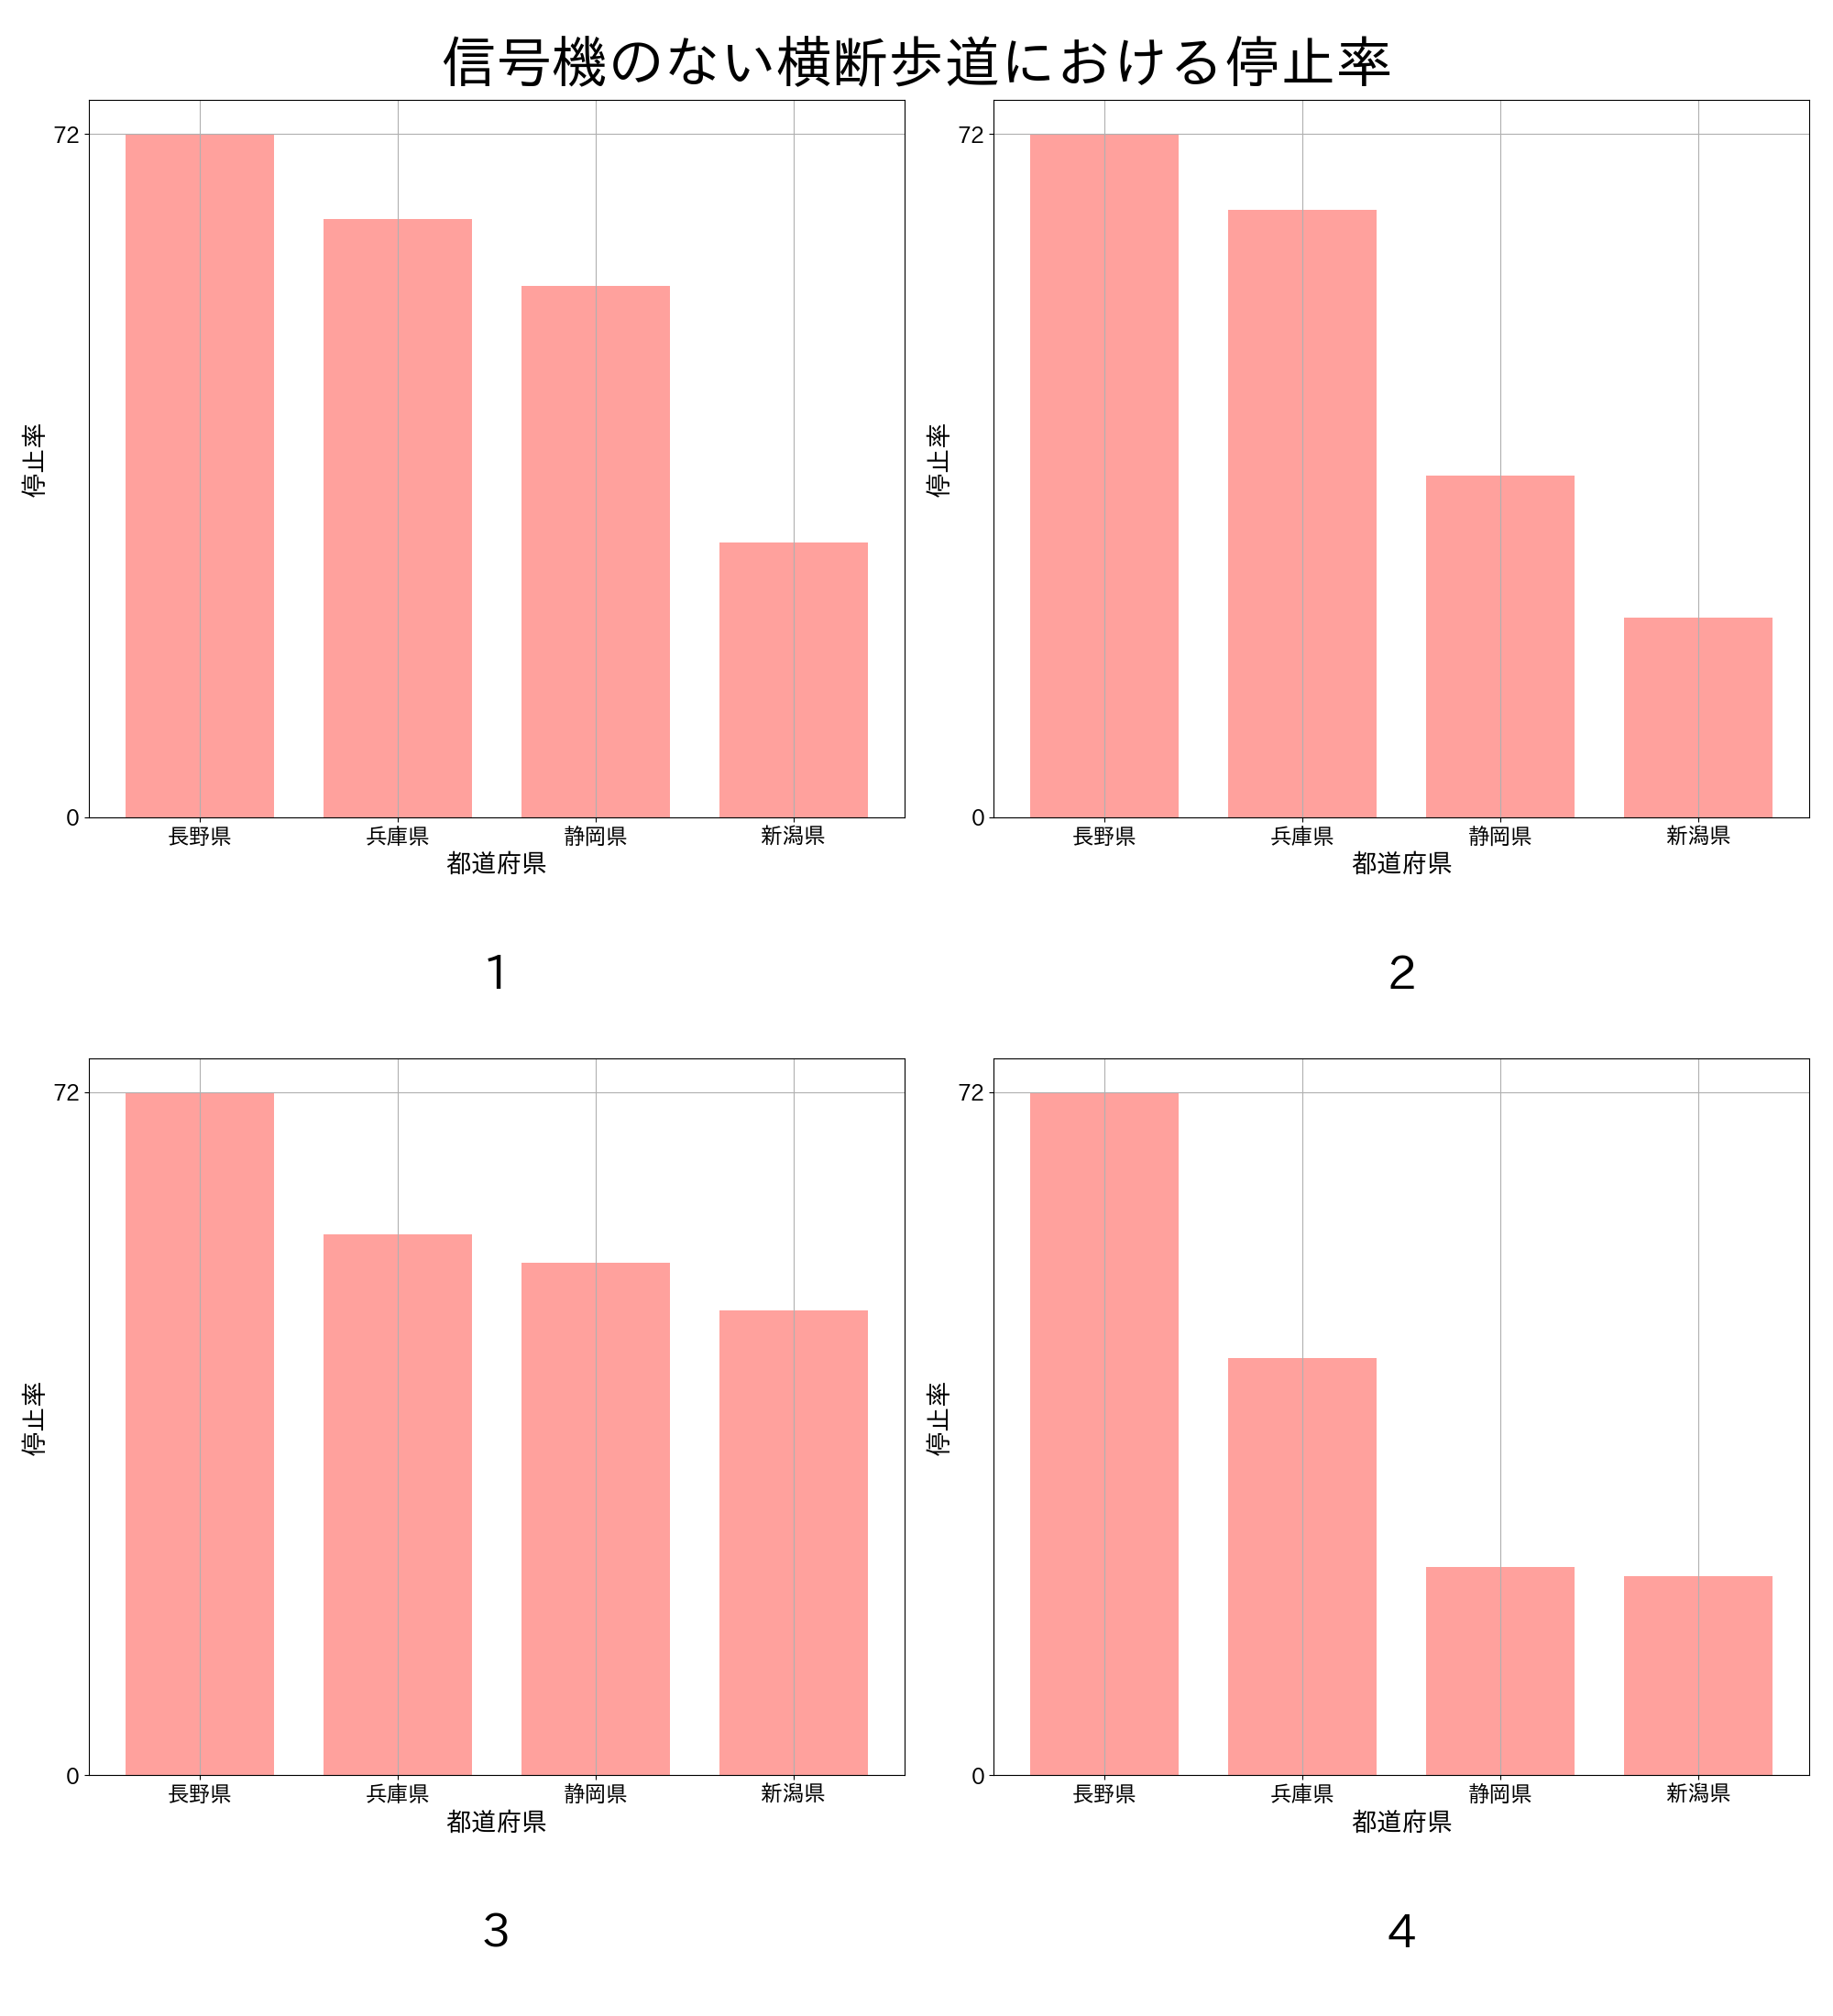 信号機のない横断歩道における停止率
72
0
停止率
長野県 兵庫県 静岡県 新潟県
都道府県
1
72
0
停止率
長野県 兵庫県 静岡県 新潟県
都道府県
2
72
0
停止率
長野県 兵庫県 静岡県 新潟県
都道府県
3
72
0
停止率
長野県 兵庫県 静岡県 新潟県
都道府県
4